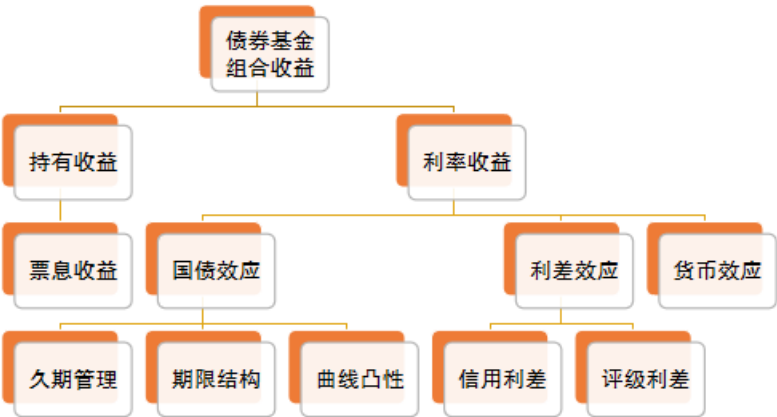 债券基金
组合收益
持有收益
利率收益
票息收益
国债效应
利差效应
货币效应
久期管理
期限结构
曲线凸性
信用利差
评级利差